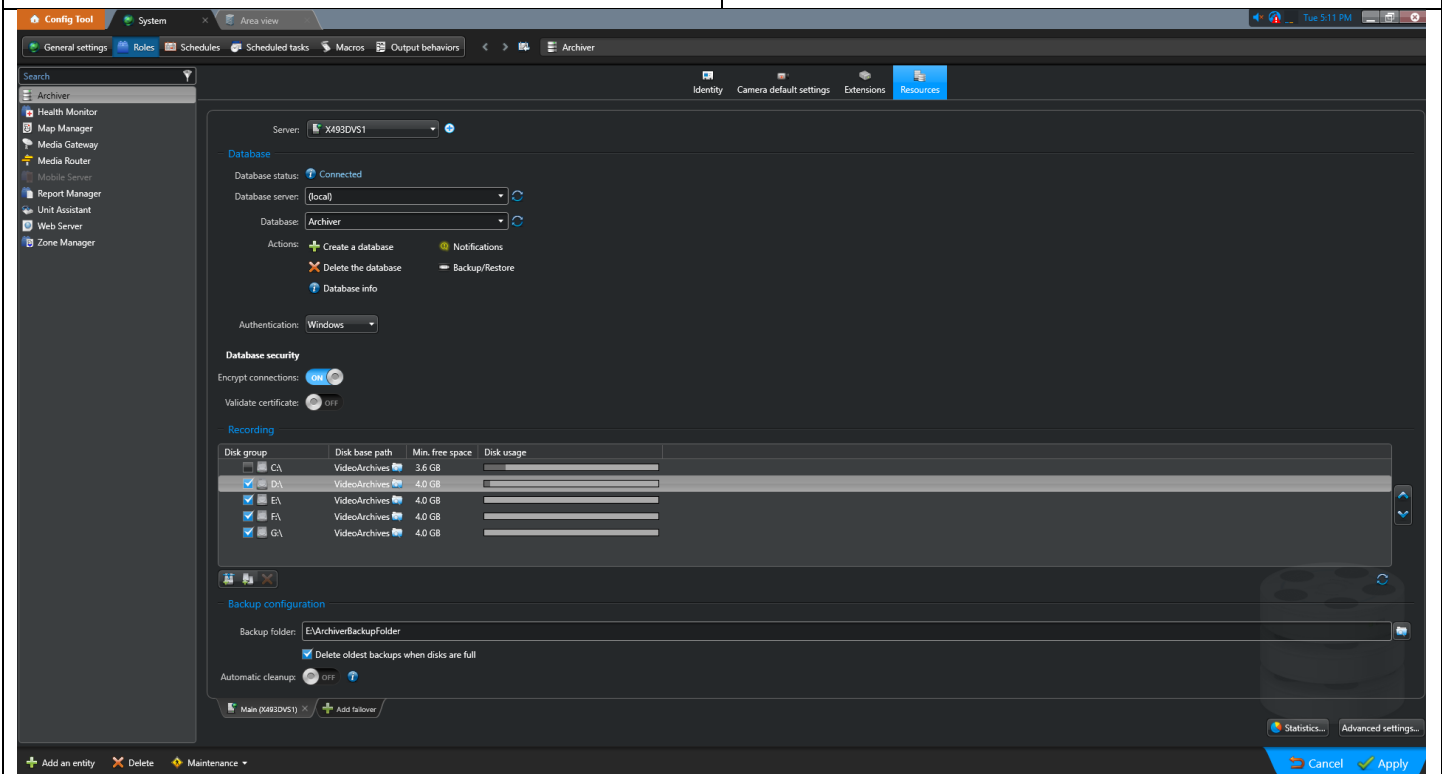 Config Tool
System
Area view
Tue 5:11 PM
General settings Roles Schedules Scheduled tasks Macros Output behaviors Archiver
Search
Archiver
Health Monitor
Map Manager
Media Gateway
Media Router
Mobile Server
Report Manager
Unit Assistant
Web Server
Zone Manager
Identity Camera default settings Extensions Resources
Server: X493DVS1
Database
Database status: Connected
Database server: (local)
Database: Archiver
Actions: Create a database Notifications
Delete the database Backup/Restore
Database info
Authentication: Windows
Database security
Encrypt connections: ON
Validate certificate: OFF
Recording
Disk group Disk base path Min. free space Disk usage
C:\ VideoArchives 3.6 GB
D:\ VideoArchives 4.0 GB
E:\ VideoArchives 4.0 GB
F:\ VideoArchives 4.0 GB
G:\ VideoArchives 4.0 GB
Backup configuration
Backup folder: E:\ArchiverBackupFolder
Delete oldest backups when disks are full
Automatic cleanup: OFF
Main (X493DVS1) Add failover
Statistics... Advanced settings...
Add an entity Delete Maintenance Cancel Apply